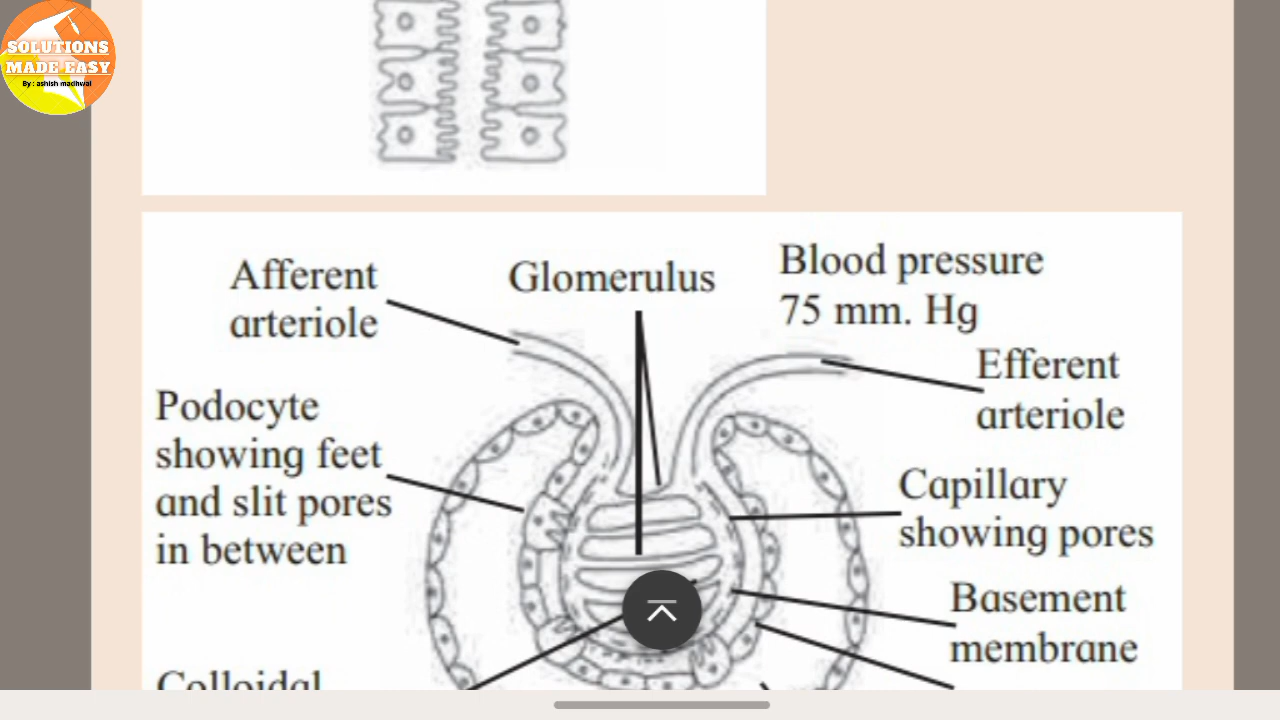 SOLUTIONS
MADE EASY
By : ashish madhwal
Afferent
arteriole
Glomerulus
Blood pressure
75 mm. Hg
Efferent
arteriole
Podocyte
showing feet
and slit pores
in between
Capillary
showing pores
Basement
membrane
Colloidal